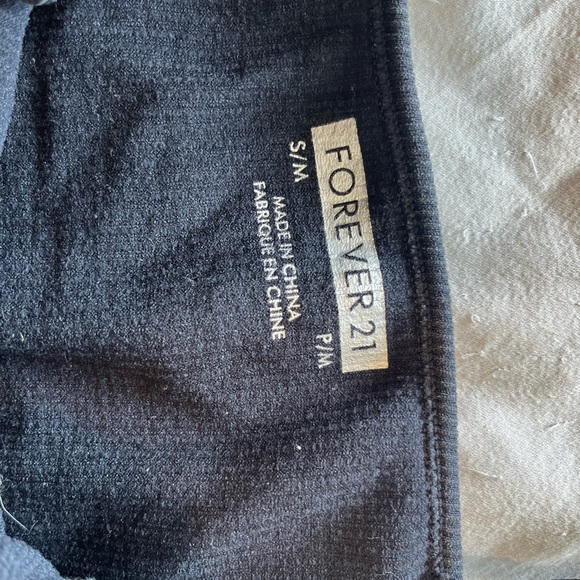 FOREVER 21
S/M P/M
MADE IN CHINA
FABRIQUE EN CHINE